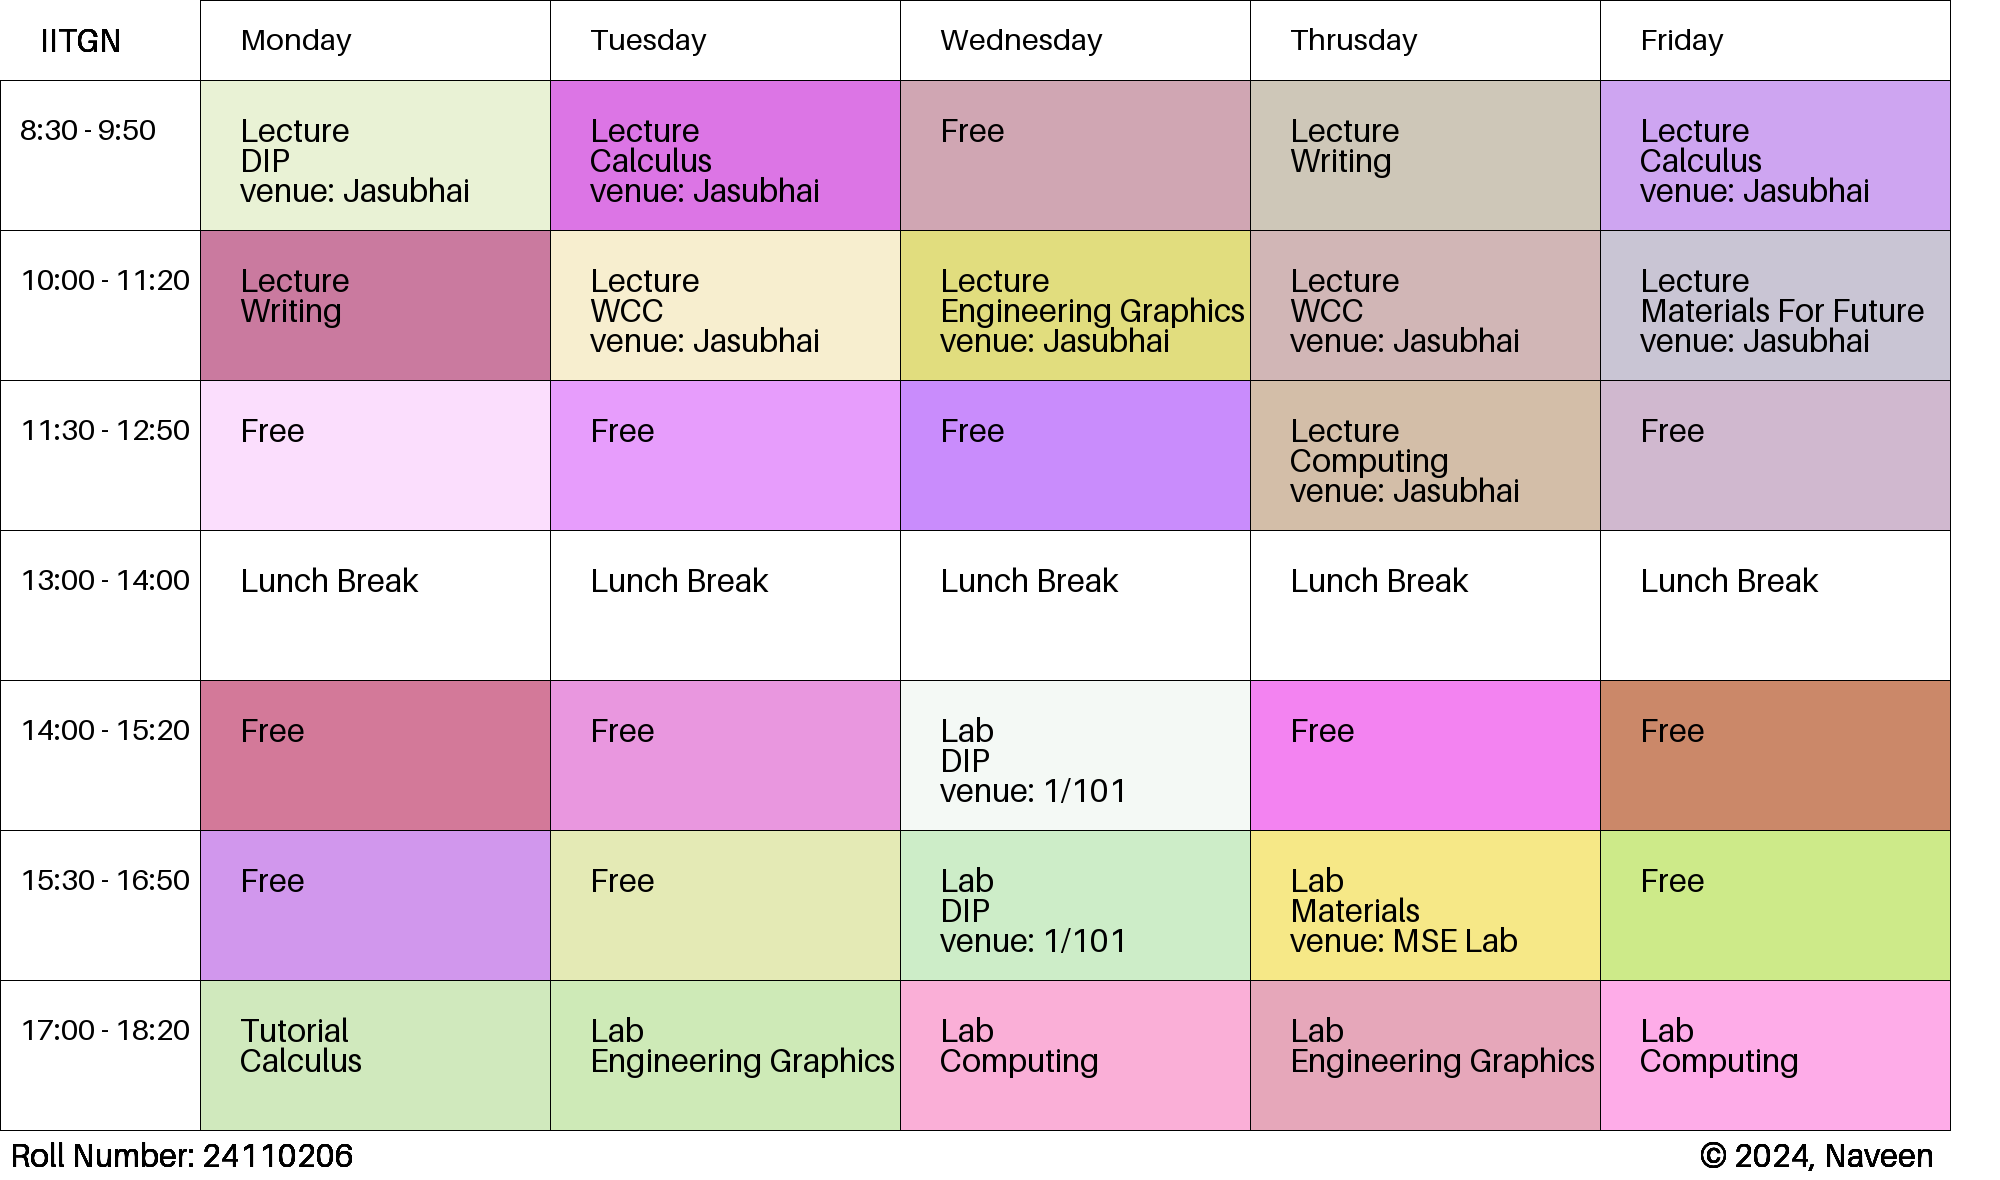 IITGN Monday Tuesday Wednesday Thrusday Friday
8:30 - 9:50
Lecture
DIP
venue: Jasubhai
Lecture
Calculus
venue: Jasubhai
Free
Lecture
Writing
Lecture
Calculus
venue: Jasubhai
10:00 - 11:20
Lecture
Writing
Lecture
WCC
venue: Jasubhai
Lecture
Engineering Graphics
venue: Jasubhai
Lecture
WCC
venue: Jasubhai
Lecture
Materials For Future
venue: Jasubhai
11:30 - 12:50
Free
Free
Free
Lecture
Computing
venue: Jasubhai
Free
13:00 - 14:00
Lunch Break
Lunch Break
Lunch Break
Lunch Break
Lunch Break
14:00 - 15:20
Free
Free
Lab
DIP
venue: 1/101
Free
Free
15:30 - 16:50
Free
Free
Lab
DIP
venue: 1/101
Lab
Materials
venue: MSE Lab
Free
17:00 - 18:20
Tutorial
Calculus
Lab
Engineering Graphics
Lab
Computing
Lab
Engineering Graphics
Lab
Computing
Roll Number: 24110206
© 2024, Naveen